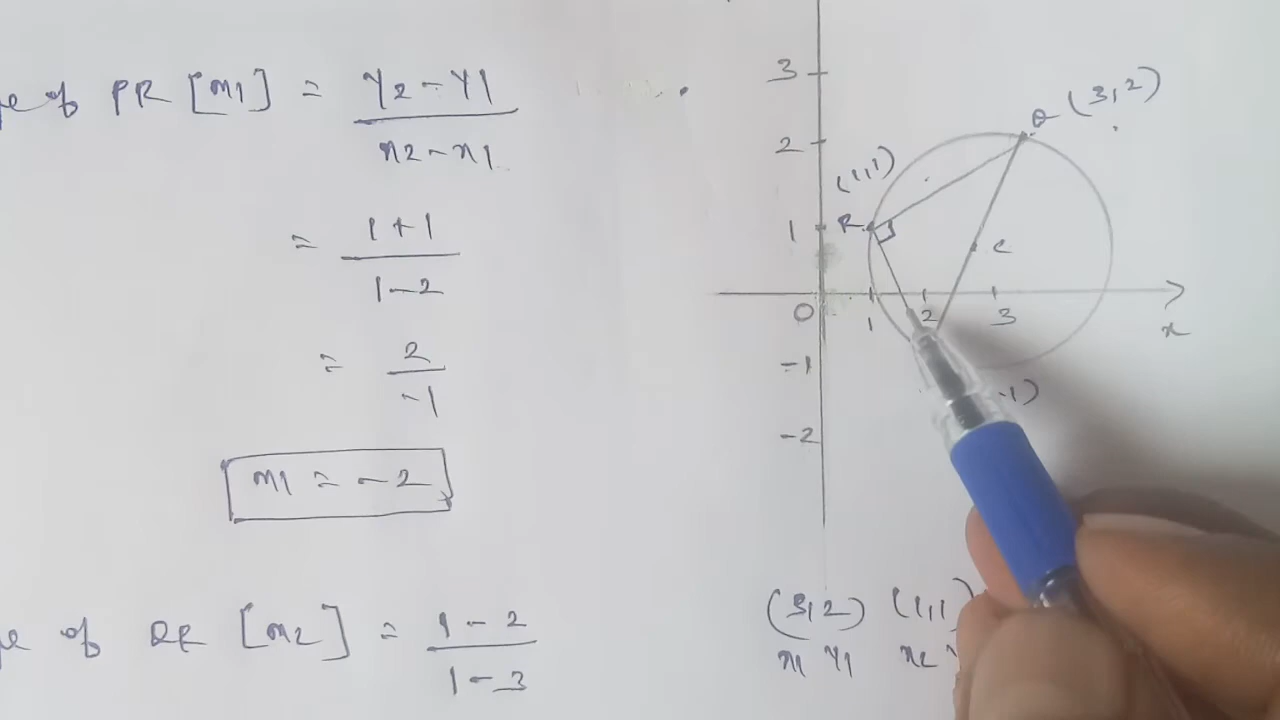 of PR [m1] = y2 - y1
x2 - x1
= 1 + 1
1 - 2
= 2
-1
m1 = -2
of QR [m2] = 1 - 2
1 - 3
3
2
1
0
-1
-2
1 2 3
x
Q (3,2)
(1,1)
R
C
-1)
(3,2) (1,1)
x1 y1 x2